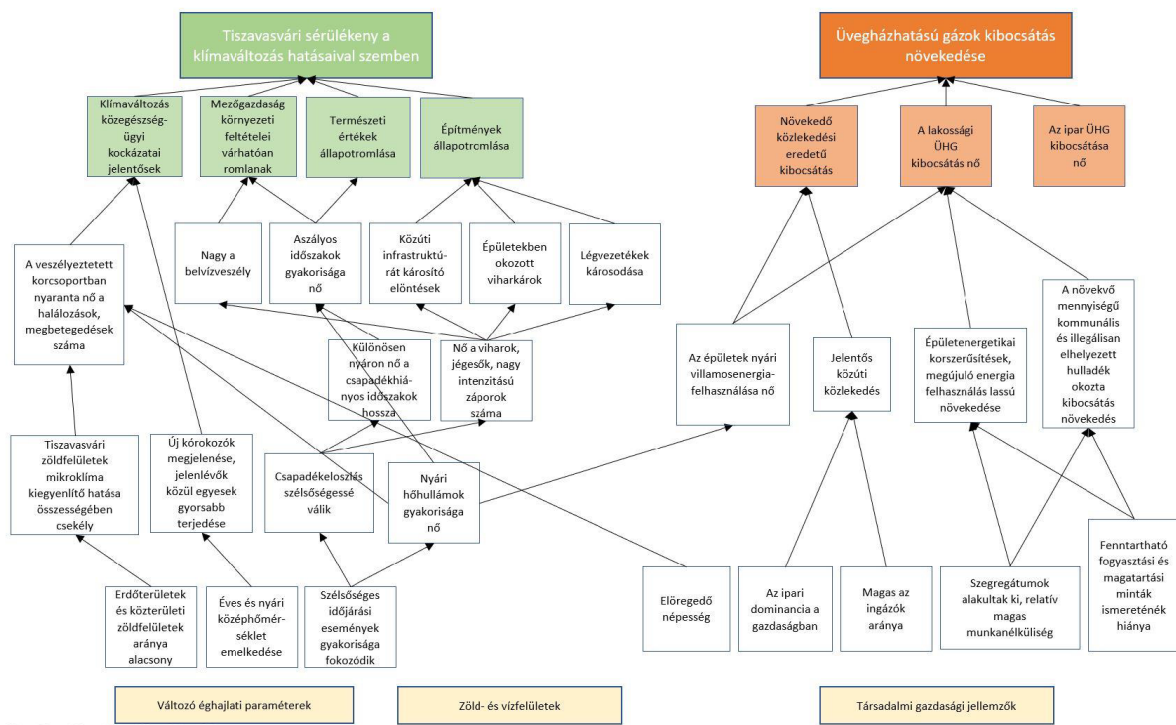 Tiszavasvári sérülékeny a
klímaváltozás hatásaival szemben
Üvegházhatású gázok kibocsátás
növekedése
Klímaváltozás
közegészség-
ügyi
kockázatai
jelentősek
Mezőgazdaság
környezeti
feltételei
várhatóan
romlanak
Természeti
értékek
állapotromlása
Építmények
állapotrcmlása
Növekedő
közlekedési
eredetű
kibocsátás
A lakossági
ÜHG
kibocsátás nő
Az ipar ÜHG
kibocsátása
nő
A veszélyeztetett
korcsoportban
nyaranta nő a
halálozások,
megbetegedések
száma
Nagy a
belvízveszély
Aszályos
időszakok
gyakorisága
nő
Közúti
infrastruktú-
rát károsító
elöntések
Épületekben
okozott
viharkárok
Légvezetékek
károsodása
Különösen
nyáron nő a
csapadékhi-
ányos időszakok
hossza
Nő a viharok,
jégesők, nagy
intenzitású
záporok
száma
Az épületek nyári
villamosenergia-
felhasználása nő
Jelentős
közúti
közlekedés
Épületenergetikai
korszerűsítések,
megújuló energia
felhasználás lassú
növekedése
A növekvő
mennyiségű
kommunális
és illegálisan
elhelyezett
hulladék
okozta
kibocsátás
növekedés
Tiszavasvári
zöldfelületek
mikroklíma
kiegyenlítő hatása
összességében
csekély
Új kórokozók
megjelenése,
jelenlévők
közül egyesek
gyorsabb
terjedése
Csapadékeloszlás
szélsőségessé
válik
Nyári
hőhullámok
gyakorisága
nő
Erdőterületek
és közterületi
zöldfelületek
aránya
alacsony
Éves és nyári
középhőmér-
séklet
emelkedése
Szélsőséges
időjárási
események
gyakorisága
fokozódik
Elöregedő
népesség
Az ipari
dominancia a
gazdaságban
Magas az
ingázók
aránya
Szegregátumok
alakultak ki, relatív
magas
munkanélküliség
Fenntartható
fogyasztási és
magatartási
minták
ismeretének
hiánya
Változó éghajlati paraméterek
Zöld- és vízfelületek
Társadalmi gazdasági jellemzők